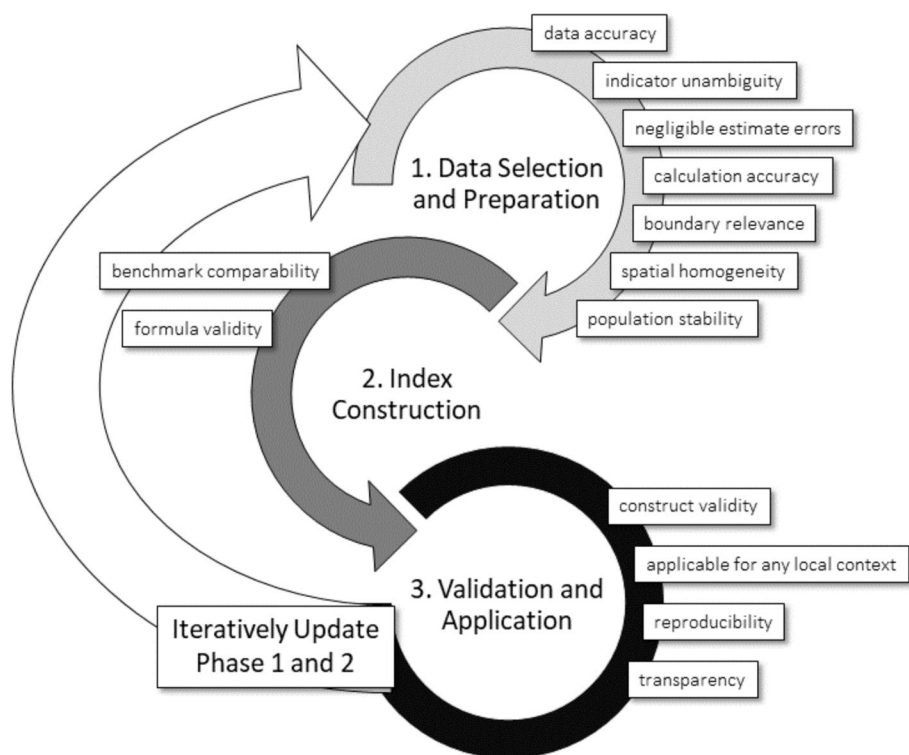 data accuracy
indicator unambiguity
negligible estimate errors
1. Data Selection
and Preparation
calculation accuracy
boundary relevance
spatial homogeneity
population stability
benchmark comparability
formula validity
2. Index
Construction
construct validity
applicable for any local context
3. Validation and
Application
reproducibility
transparency
Iteratively Update
Phase 1 and 2